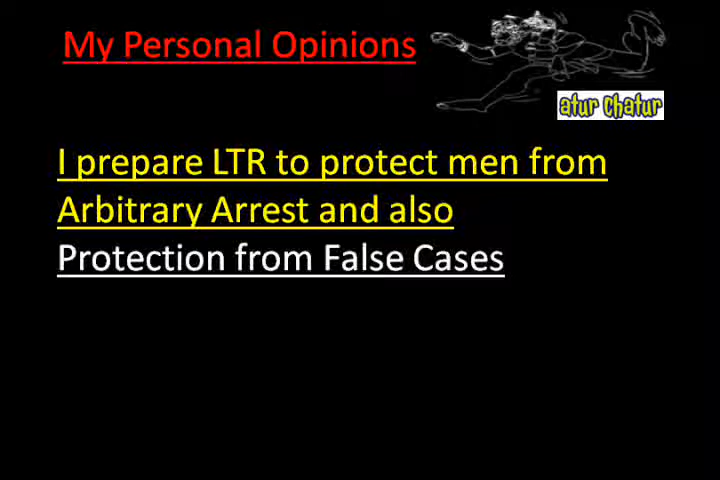 My Personal Opinions
atur chatur
I prepare LTR to protect men from
Arbitrary Arrest and also
Protection from False Cases